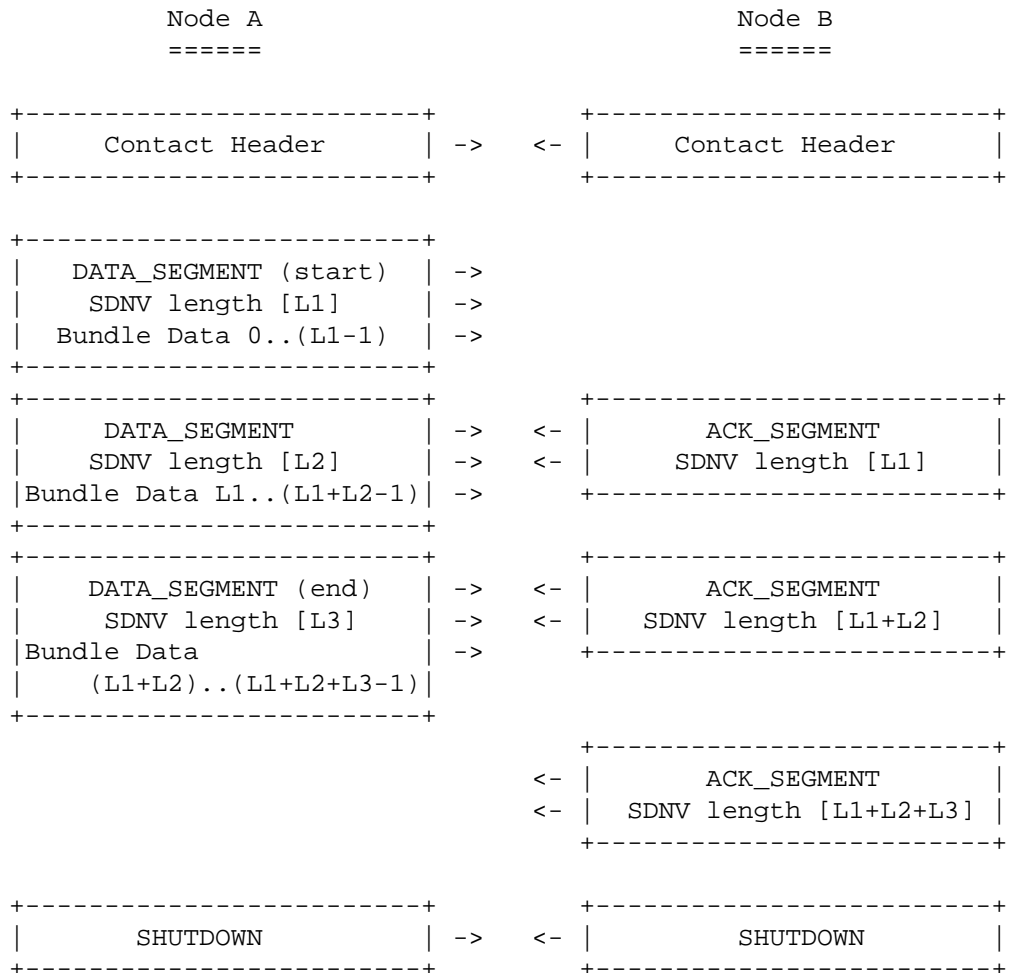 Node A                              Node B
          ======                              ======

+-------------------------+         +-------------------------+
|     Contact Header      | ->   <- |     Contact Header      |
+-------------------------+         +-------------------------+

+-------------------------+
|   DATA_SEGMENT (start)  | ->
|    SDNV length [L1]     | ->
|  Bundle Data 0..(L1-1)  | ->
+-------------------------+
+-------------------------+         +-------------------------+
|     DATA_SEGMENT        | ->   <- |       ACK_SEGMENT       |
|    SDNV length [L2]     | ->   <- |     SDNV length [L1]    |
|Bundle Data L1..(L1+L2-1)| ->      +-------------------------+
+-------------------------+
+-------------------------+         +-------------------------+
|    DATA_SEGMENT (end)   | ->   <- |       ACK_SEGMENT       |
|     SDNV length [L3]    | ->   <- |   SDNV length [L1+L2]   |
|Bundle Data              | ->      +-------------------------+
|    (L1+L2)..(L1+L2+L3-1)|
+-------------------------+
                                    +-------------------------+
                                 <- |       ACK_SEGMENT       |
                                 <- |  SDNV length [L1+L2+L3] |
                                    +-------------------------+

+-------------------------+         +-------------------------+
|       SHUTDOWN          | ->   <- |         SHUTDOWN        |
+-------------------------+         +-------------------------+